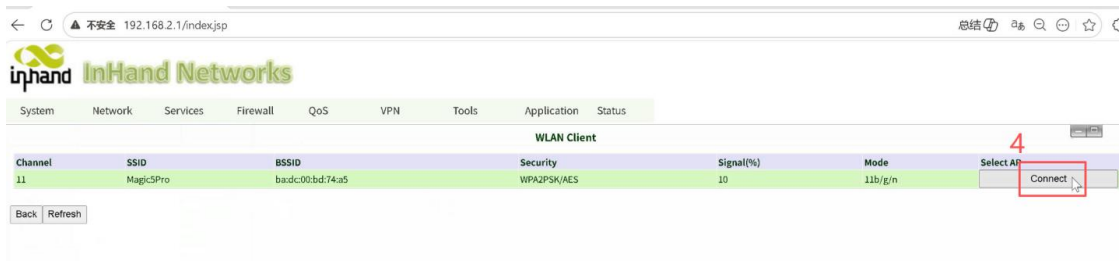 不安全 192.168.2.1/index.jsp 总结 aあ
inhand InHand Networks
System Network Services Firewall QoS VPN Tools Application Status
WLAN Client
4
Channel SSID BSSID Security Signal(%) Mode Select AP
11 Magic5Pro ba:dc:00:bd:74:a5 WPA2PSK/AES 10 11b/g/n Connect
Back Refresh